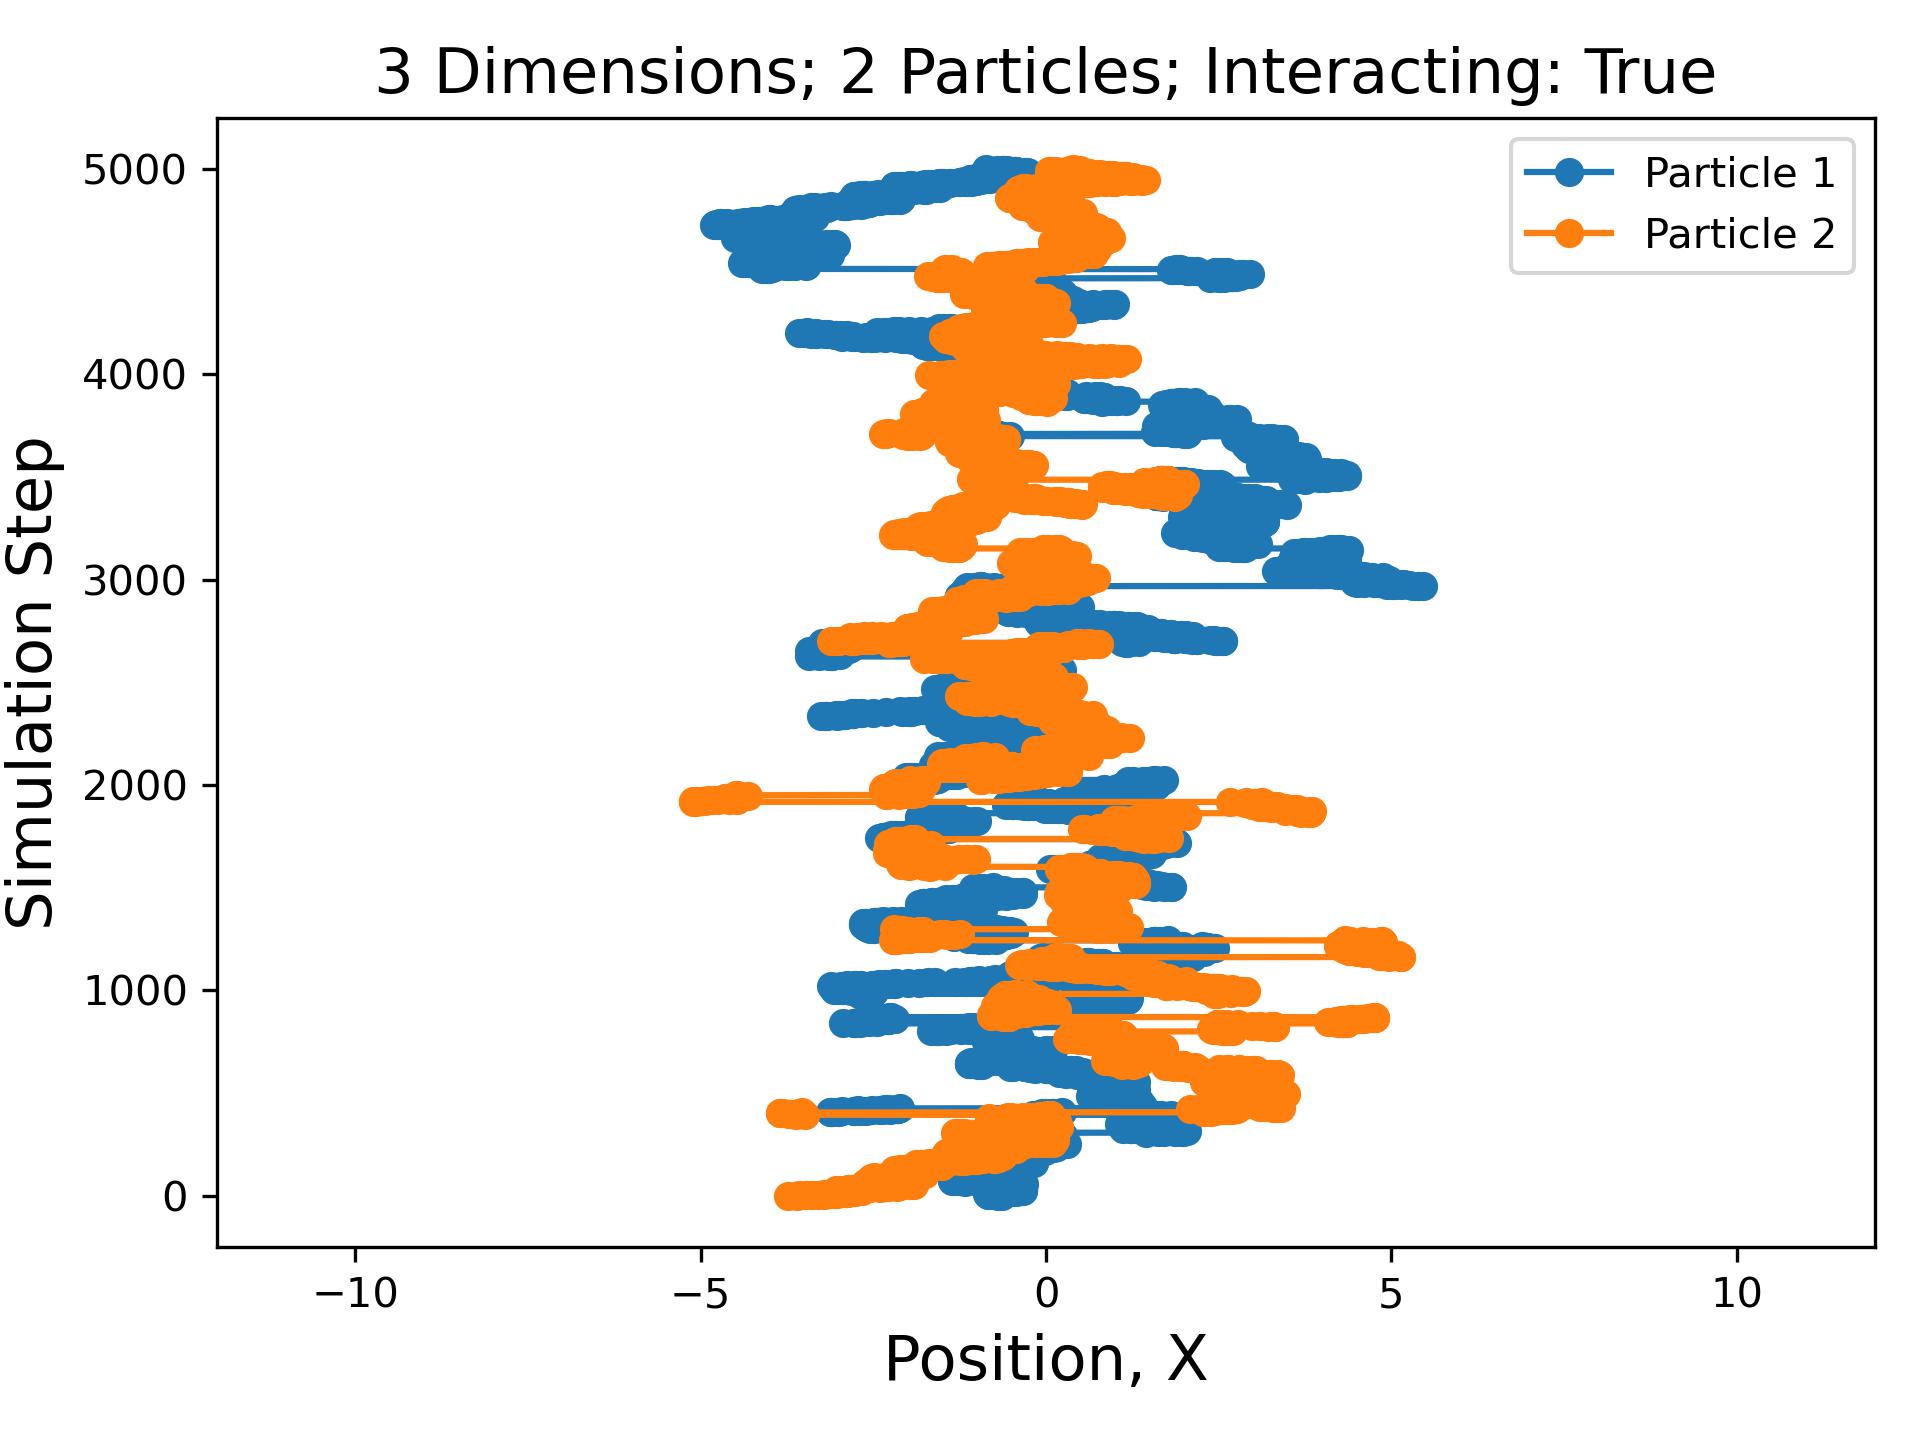 3 Dimensions; 2 Particles; Interacting: True
Particle 1
Particle 2
Simulation Step
5000
4000
3000
2000
1000
0
−10
−5
0
5
10
Position, X